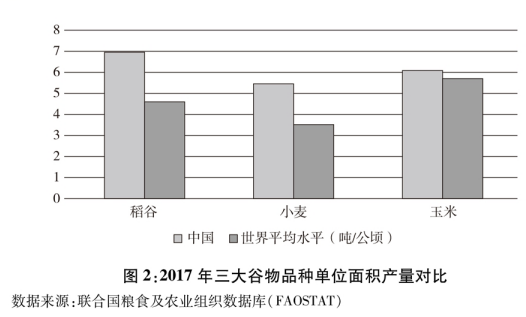 8
7
6
5
4
3
2
1
0
稻谷 小麦 玉米
中国 世界平均水平（吨/公顷）
图 2：2017 年三大谷物品种单位面积产量对比
数据来源：联合国粮食及农业组织数据库（FAOSTAT）